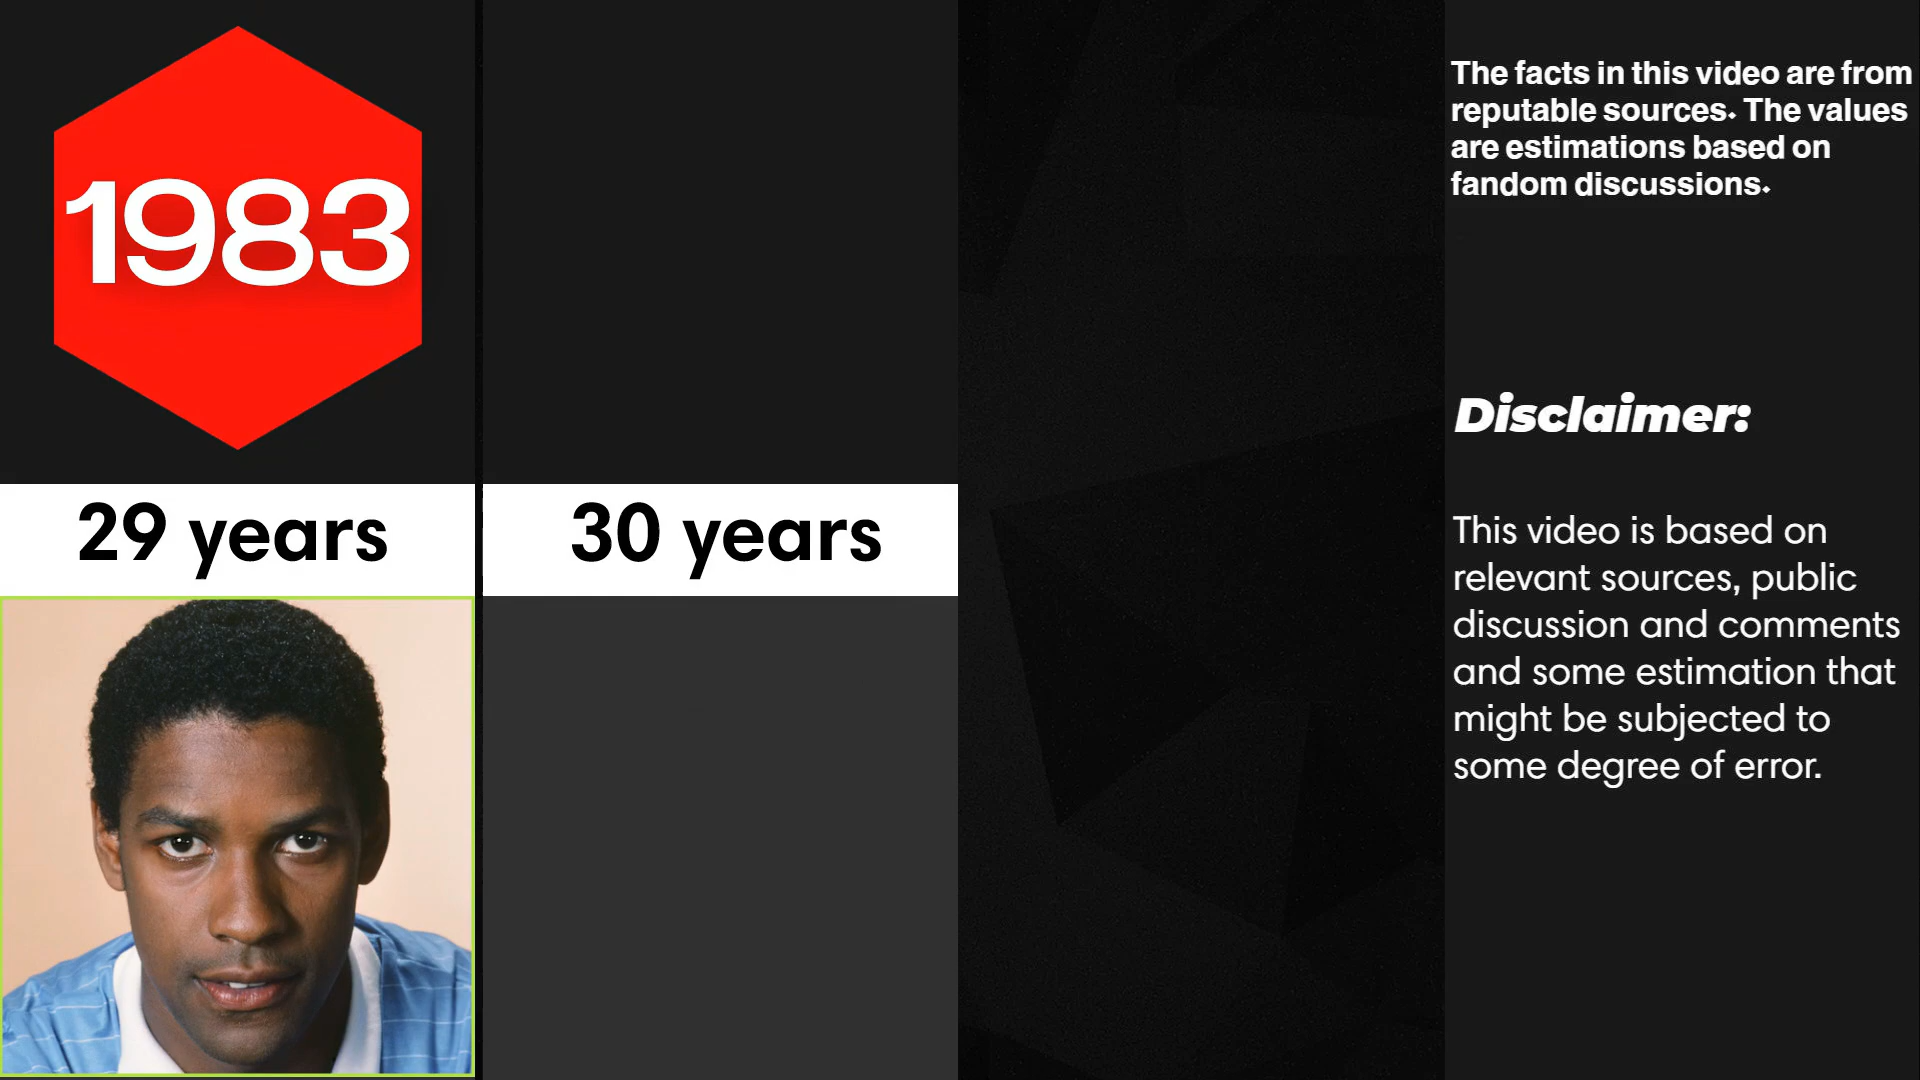 1983
29 years
30 years
The facts in this video are from
reputable sources. The values
are estimations based on
fandom discussions.
Disclaimer:
This video is based on
relevant sources, public
discussion and comments
and some estimation that
might be subjected to
some degree of error.